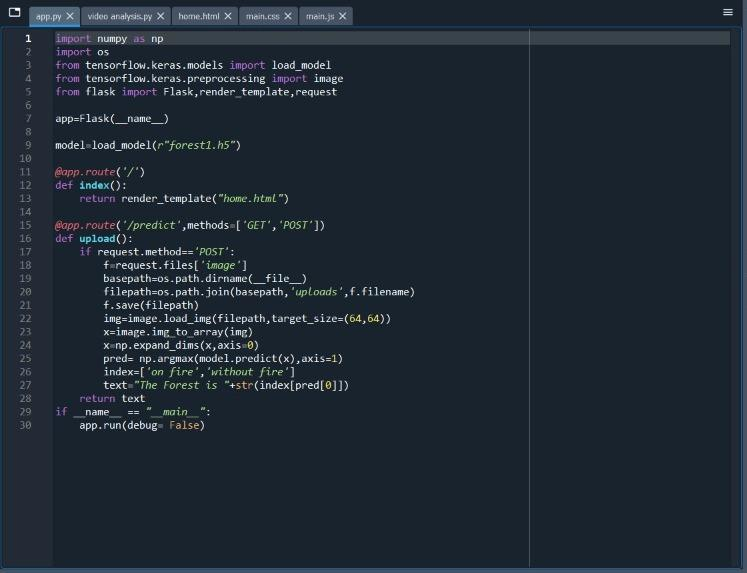 app.py video analysis.py home.html main.css main.js
1 import numpy as np
2 import os
3 from tensorflow.keras.models import load_model
4 from tensorflow.keras.preprocessing import image
5 from flask import Flask,render_template,request
6
7 app=Flask(__name__)
8
9 model=load_model(r"forest1.h5")
10
11 @app.route('/')
12 def index():
13     return render_template("home.html")
14
15 @app.route('/predict',methods=['GET','POST'])
16 def upload():
17     if request.method=='POST':
18         f=request.files['image']
19         basepath=os.path.dirname(__file__)
20         filepath=os.path.join(basepath,'uploads',f.filename)
21         f.save(filepath)
22         img=image.load_img(filepath,target_size=(64,64))
23         x=image.img_to_array(img)
24         x=np.expand_dims(x,axis=0)
25         pred= np.argmax(model.predict(x),axis=1)
26         index=['on fire','without fire']
27         text="The Forest is "+str(index[pred[0]])
28     return text
29 if __name__ == "__main__":
30     app.run(debug= False)